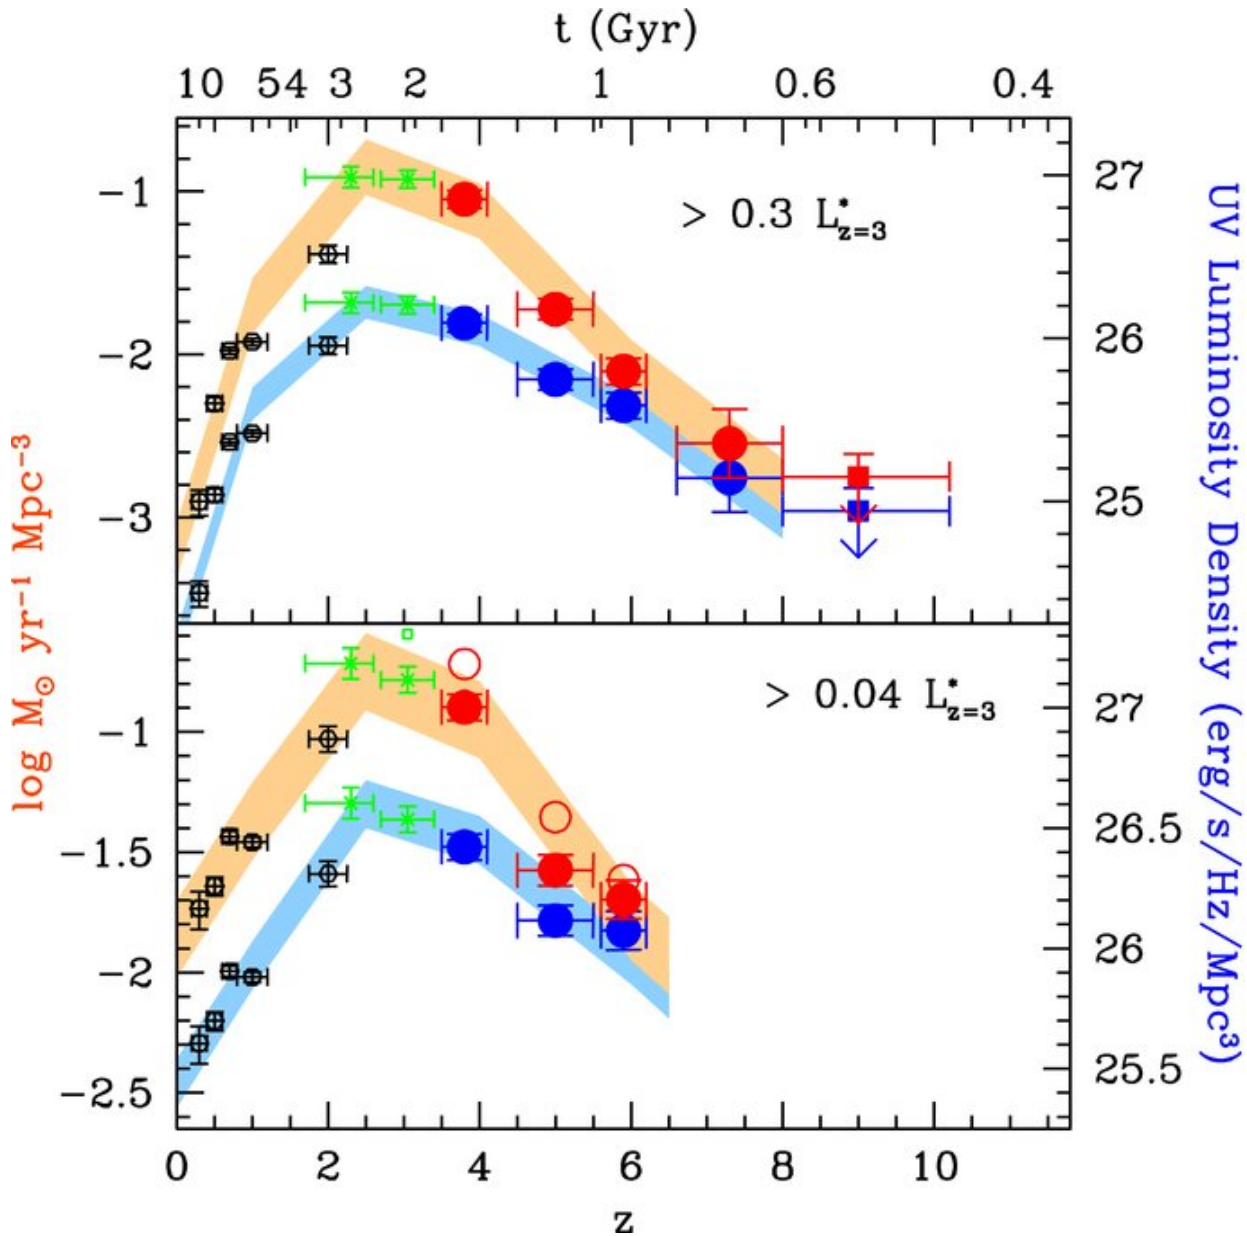 t (Gyr)
10 5 4 3 2 1 0.6 0.4
−1
−2
−3
27
26
25
> 0.3 L*z=3
−1
−1.5
−2
−2.5
27
26.5
26
25.5
> 0.04 L*z=3
0 2 4 6 8 10
z
log M⊙ yr−1 Mpc−3
UV Luminosity Density (erg/s/Hz/Mpc3)